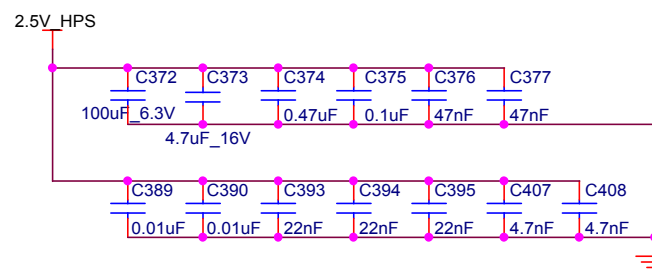 2.5V_HPS
C372 C373 C374 C375 C376 C377
100uF_6.3V 4.7uF_16V 0.47uF 0.1uF 47nF 47nF
C389 C390 C393 C394 C395 C407 C408
0.01uF 0.01uF 22nF 22nF 22nF 4.7nF 4.7nF